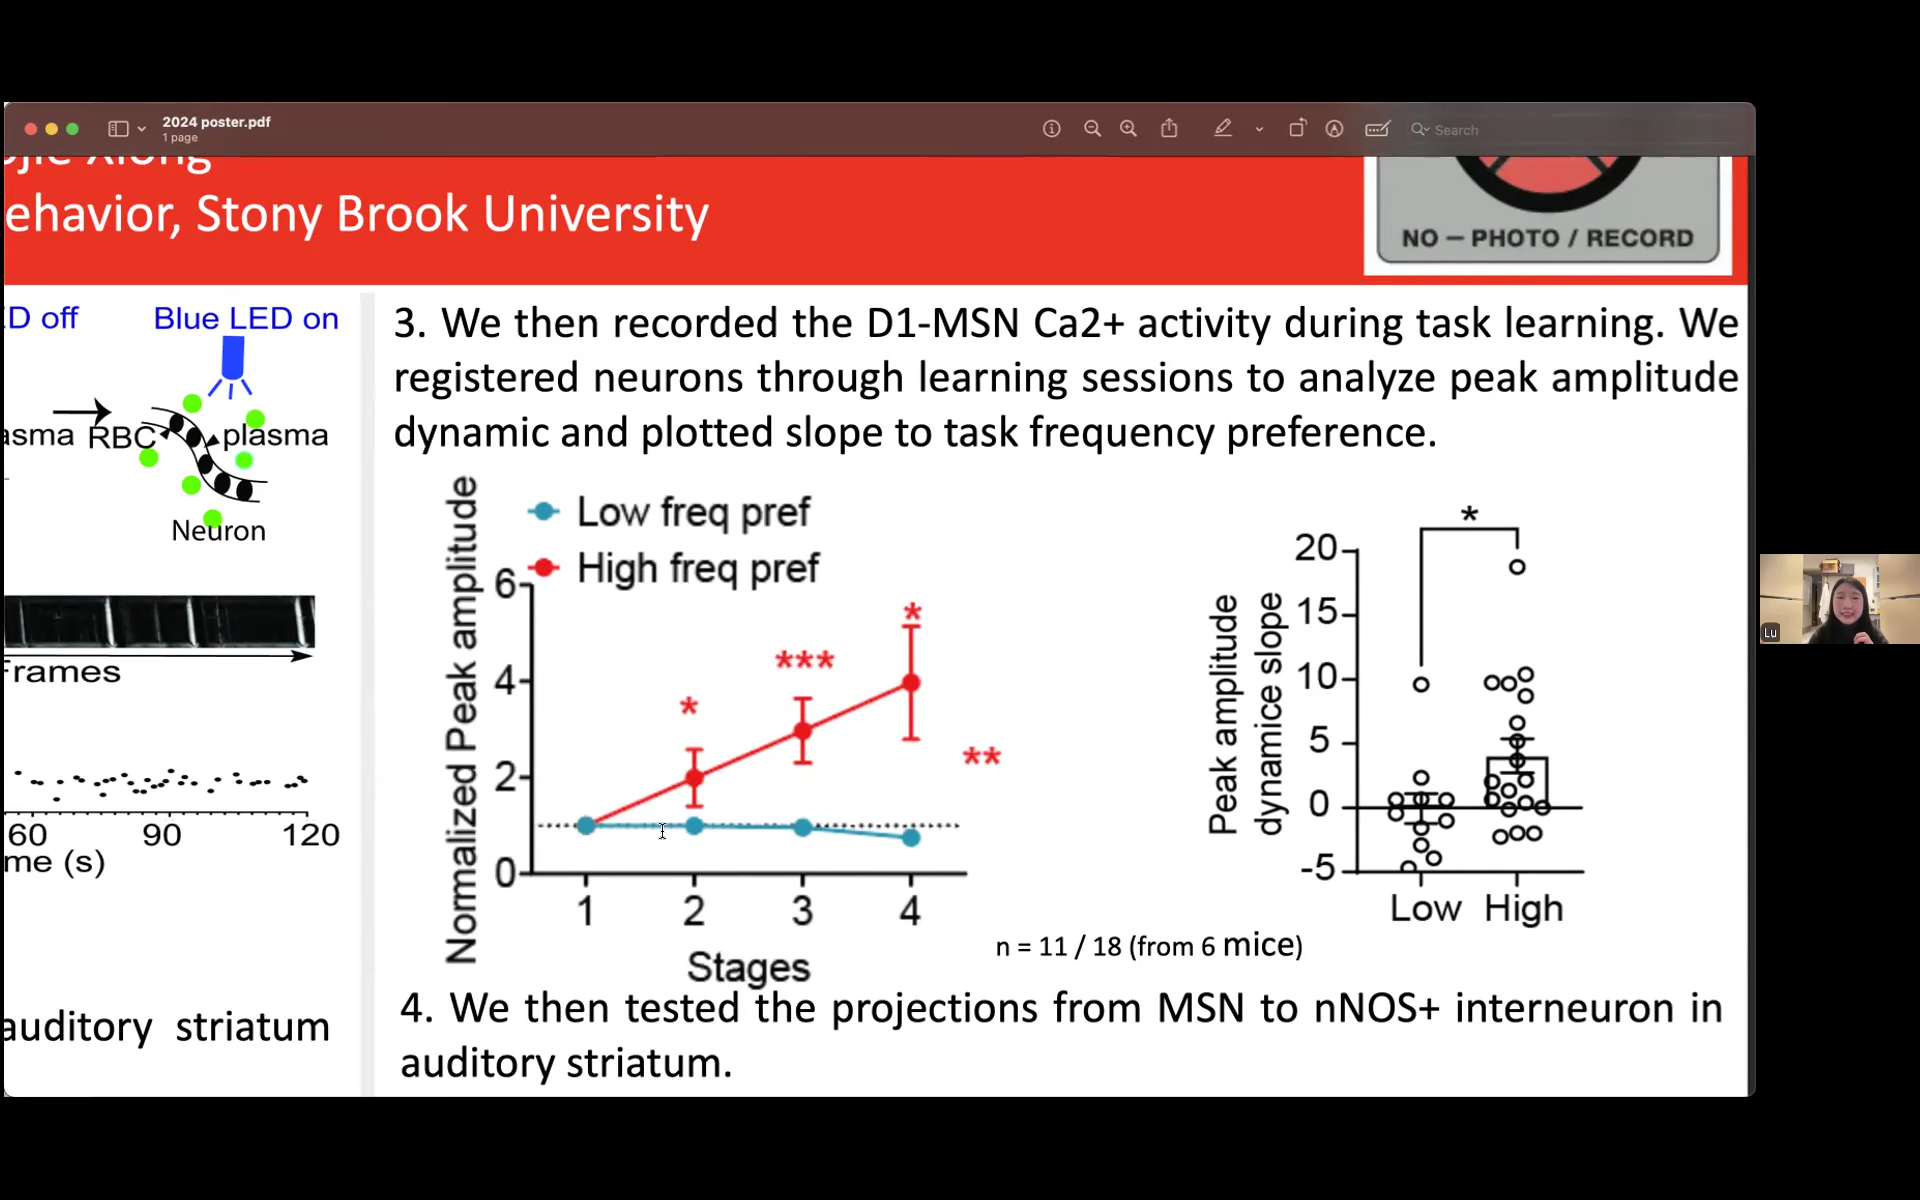 2024 poster.pdf
1 page
Search
ojie Xiong
ehavior, Stony Brook University
NO – PHOTO / RECORD
D off
Blue LED on
asma
RBC
plasma
Neuron
Frames
60
90
120
me (s)
auditory striatum
3. We then recorded the D1-MSN Ca2+ activity during task learning. We
registered neurons through learning sessions to analyze peak amplitude
dynamic and plotted slope to task frequency preference.
Low freq pref
High freq pref
Normalized Peak amplitude
6
4
2
0
*
***
*
**
1
2
3
4
Stages
n = 11 / 18 (from 6 mice)
Peak amplitude
dynamice slope
*
20
15
10
5
0
-5
Low
High
4. We then tested the projections from MSN to nNOS+ interneuron in
auditory striatum.
Lu